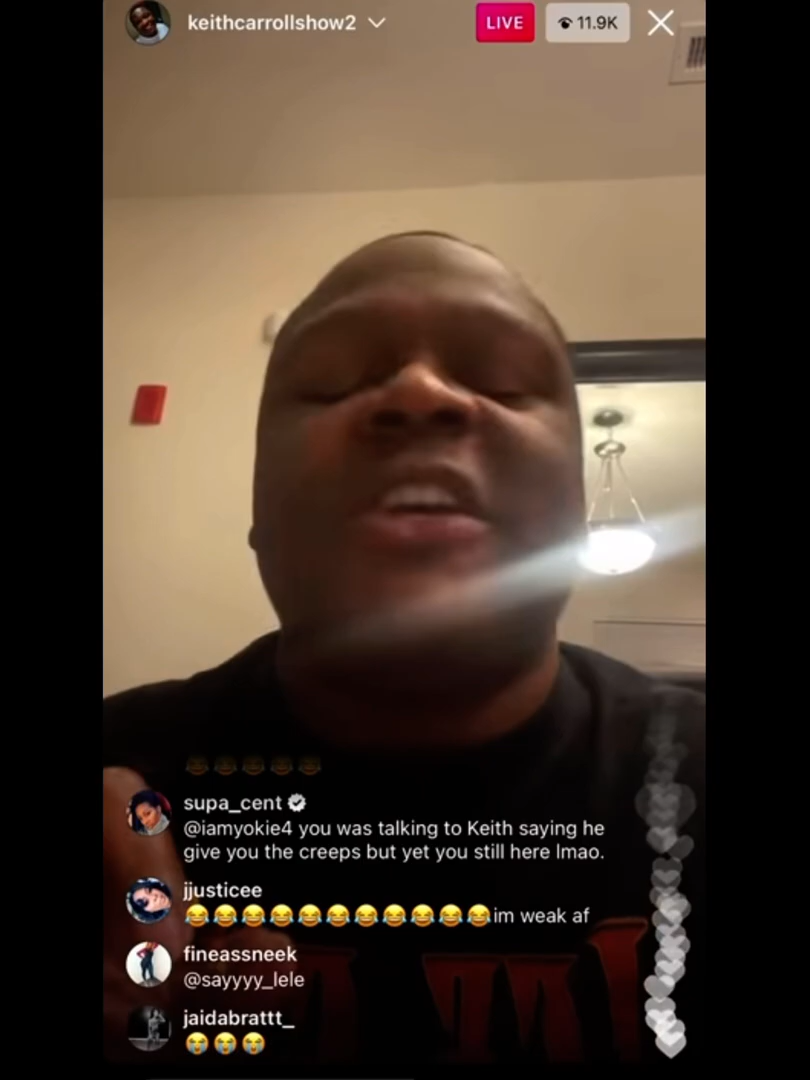 keithcarrollshow2
LIVE
11.9K
supa_cent
@iamyokie4 you was talking to Keith saying he
give you the creeps but yet you still here lmao.
jjusticee
😂😂😂😂😂😂😂😂😂😂😂im weak af
fineassneek
@sayyyy_lele
jaidabrattt_
😭😭😭